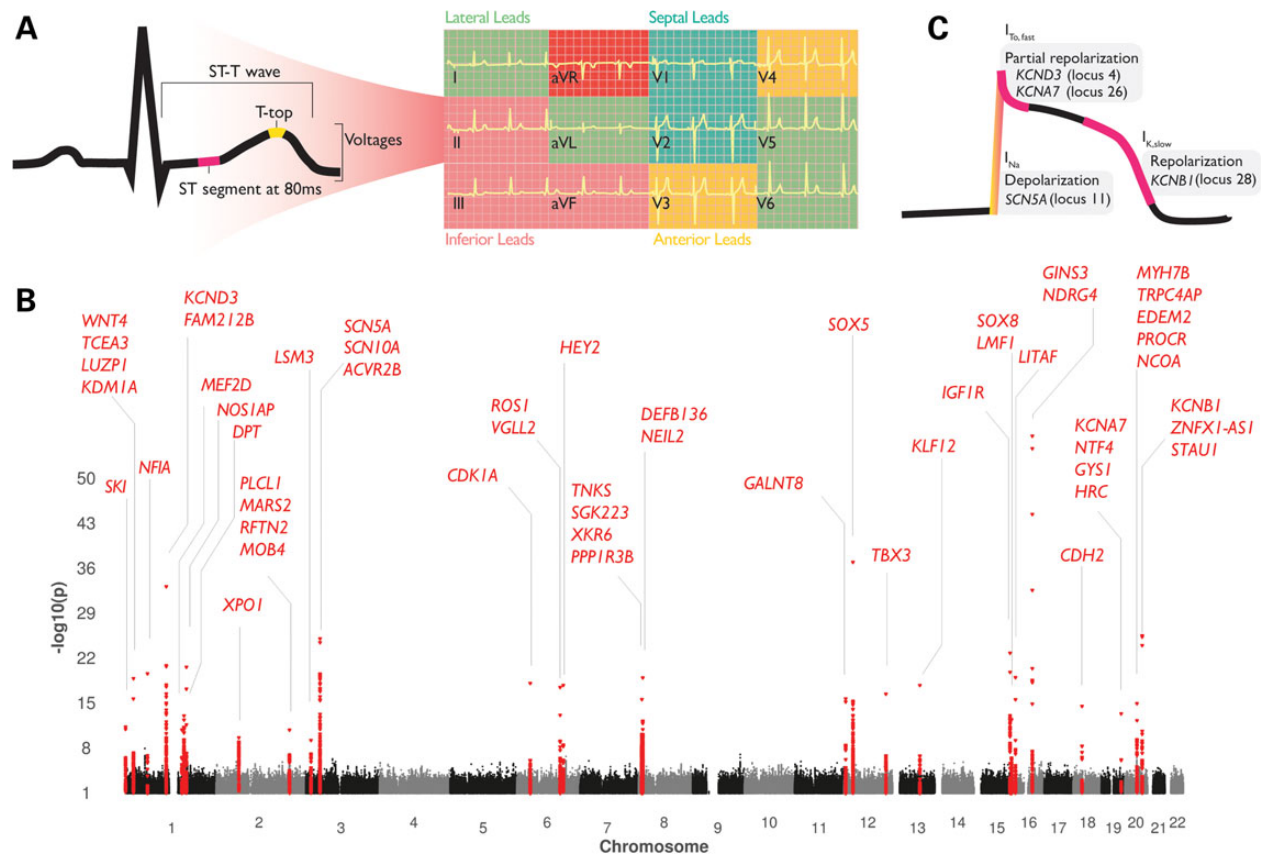 A
ST-T wave
T-top
Voltages
ST segment at 80ms
Lateral Leads
Septal Leads
I
aVR
V1
V4
II
aVL
V2
V5
III
aVF
V3
V6
Inferior Leads
Anterior Leads
C
I To, fast
Partial repolarization
KCND3 (locus 4)
KCNA7 (locus 26)
I K,slow
Repolarization
KCNB1 (locus 28)
I Na
Depolarization
SCN5A (locus 11)
B
WNT4
TCEA3
LUZP1
KDM1A
SKI
NFIA
KCND3
FAM212B
MEF2D
NOS1AP
DPT
PLCL1
MARS2
RFTN2
MOB4
XPO1
LSM3
SCN5A
SCN10A
ACVR2B
CDK1A
ROS1
VGLL2
HEY2
TNKS
SGK223
XKR6
PPP1R3B
DEFB136
NEIL2
GALNT8
SOX5
TBX3
KLF12
IGF1R
SOX8
LMF1
LITAF
GINS3
NDRG4
CDH2
KCNA7
NTF4
GYS1
HRC
MYH7B
TRPC4AP
EDEM2
PROCR
NCOA
KCNB1
ZNFX1-AS1
STAU1
-log10(p)
50
43
36
29
22
15
8
1
1 2 3 4 5 6 7 8 9 10 11 12 13 14 15 16 17 18 19 20 21 22
Chromosome